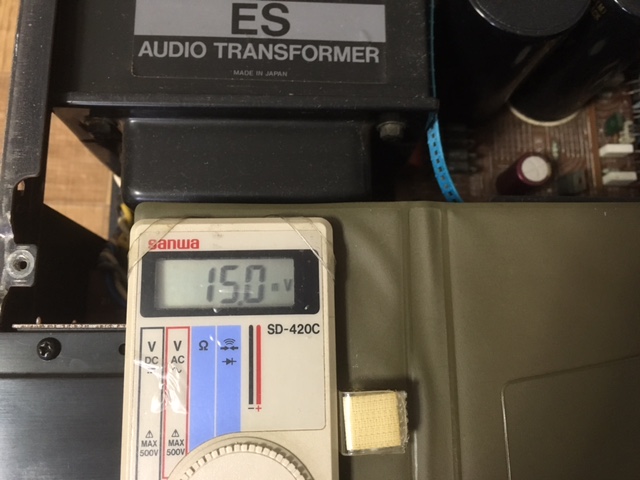 ES
AUDIO TRANSFORMER
MADE IN JAPAN
sanwa
15.0 mV
SD-420C
V DC
V AC
Ω
- +
MAX 500V
MAX 500V